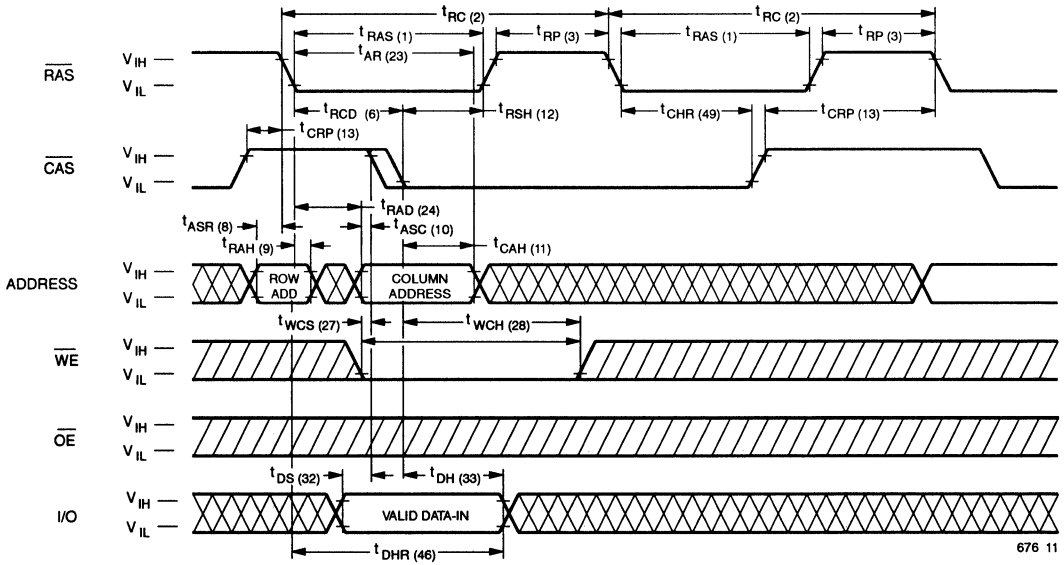 tRC (2) tRC (2)
tRAS (1) tRP (3) tRAS (1) tRP (3)
tAR (23)
RAS VIH
VIL
tRCD (6) tRSH (12) tCHR (49) tCRP (13)
tCRP (13)
CAS VIH
VIL
tRAD (24)
tASR (8) tASC (10)
tRAH (9) tCAH (11)
ADDRESS VIH ROW ADD COLUMN ADDRESS
VIL
tWCS (27) tWCH (28)
WE VIH
VIL
OE VIH
VIL
tDS (32) tDH (33)
I/O VIH VALID DATA-IN
VIL
tDHR (46)
676 11